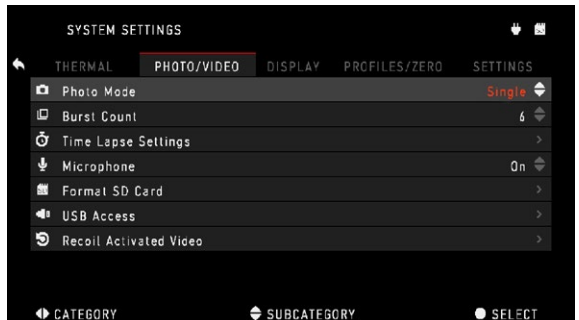 SYSTEM SETTINGS
THERMAL PHOTO/VIDEO DISPLAY PROFILES/ZERO SETTINGS
Photo Mode Single
Burst Count 6
Time Lapse Settings
Microphone On
Format SD Card
USB Access
Recoil Activated Video
CATEGORY SUBCATEGORY SELECT